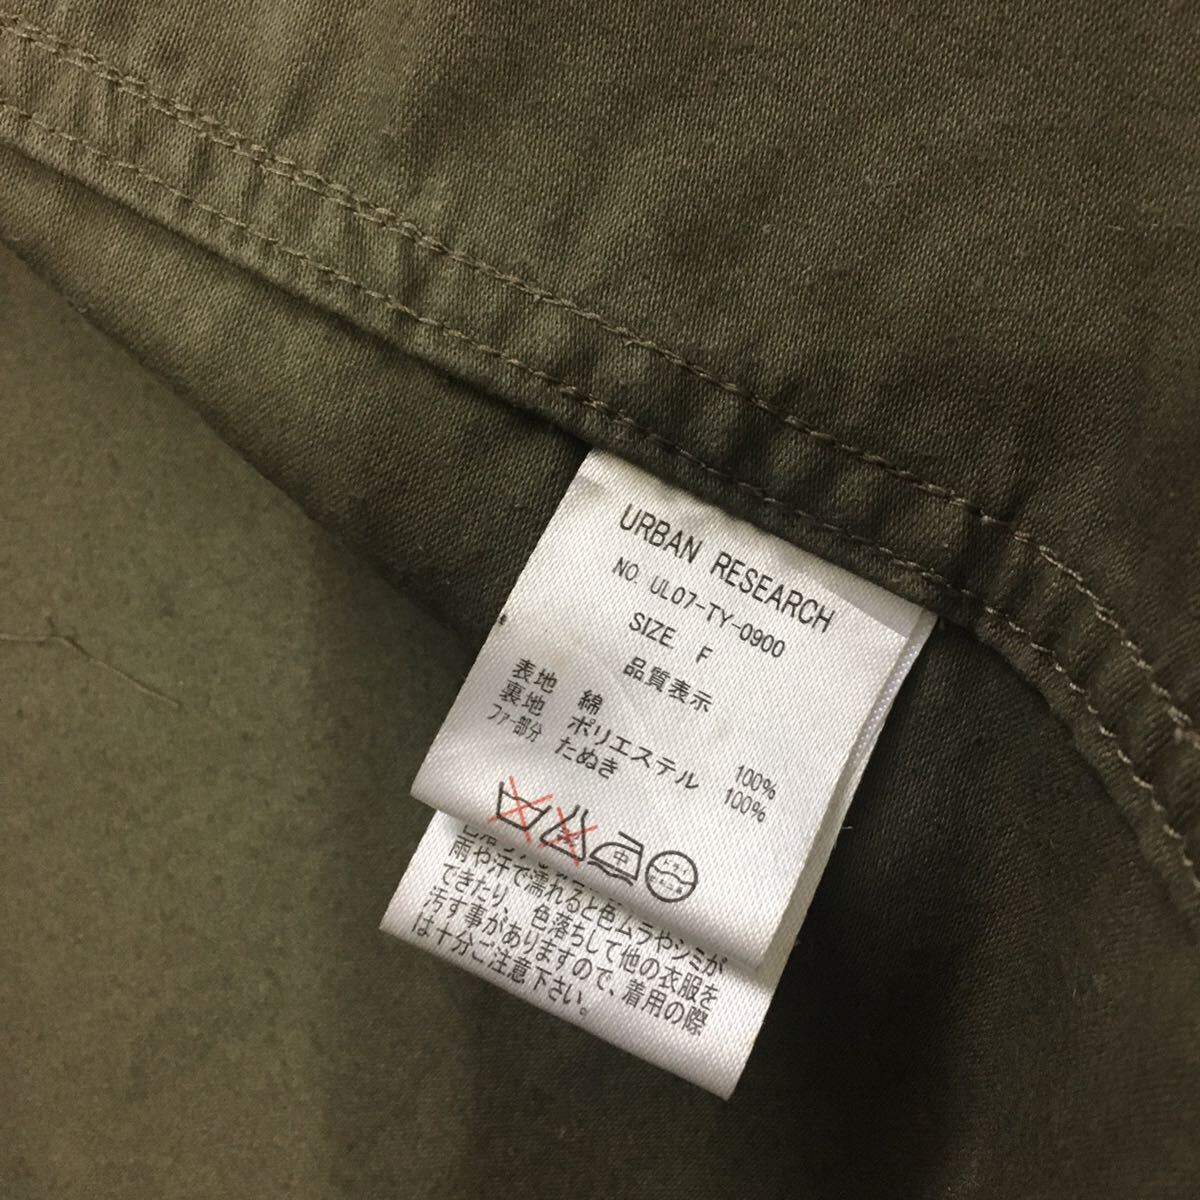 URBAN RESEARCH
NO UL07-TY-0900
SIZE F
品質表示
表地 綿 100%
裏地 ポリエステル 100%
ファー部分 たぬき
中
雨や汗で濡れると色ムラやシミが
できたり、色落ちして他の衣服を
汚す事がありますので、着用の際
は十分ご注意下さい。